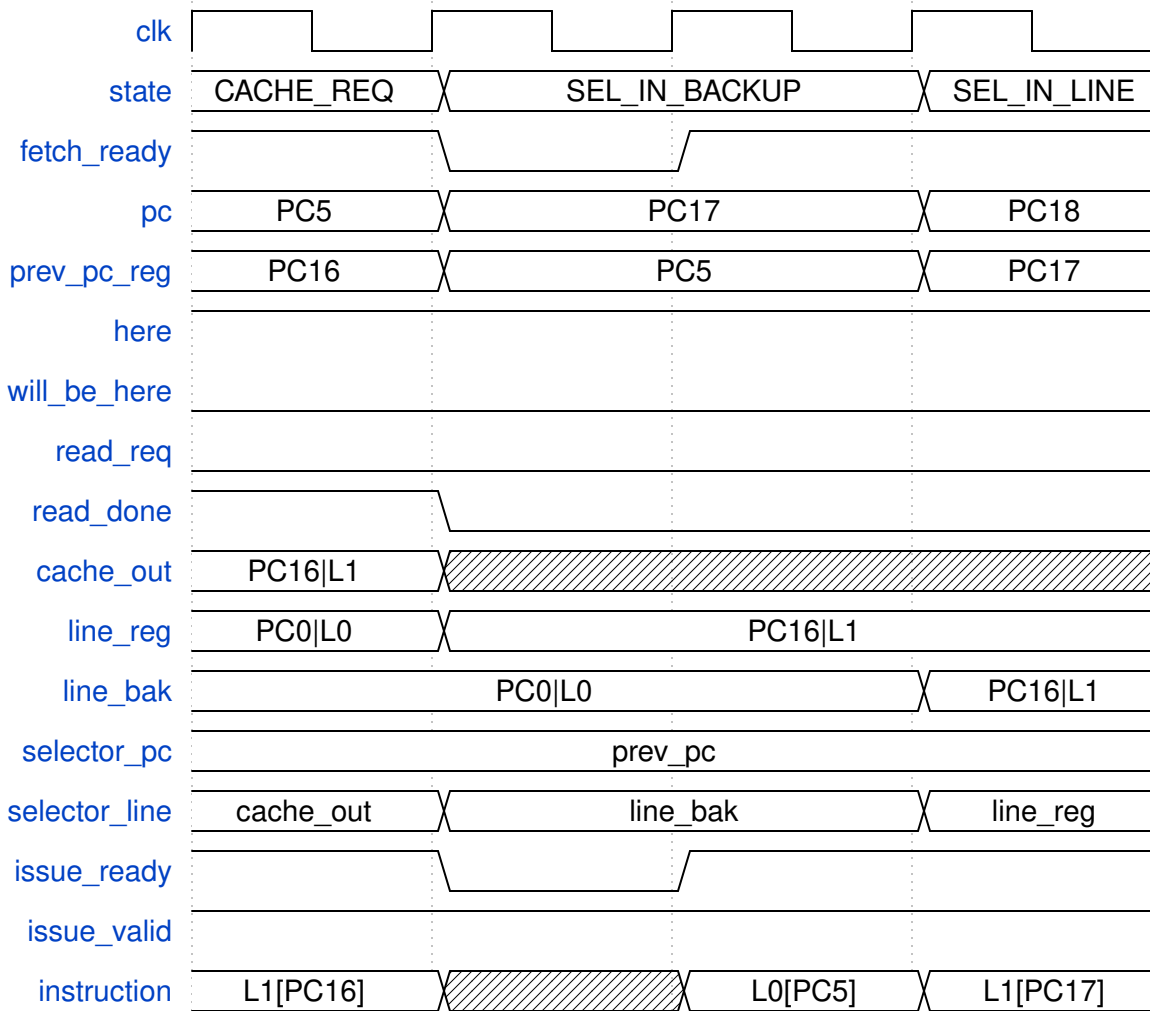 clk
state CACHE_REQ SEL_IN_BACKUP SEL_IN_LINE
fetch_ready
pc PC5 PC17 PC18
prev_pc_reg PC16 PC5 PC17
here
will_be_here
read_req
read_done
cache_out PC16|L1
line_reg PC0|L0 PC16|L1
line_bak PC0|L0 PC16|L1
selector_pc prev_pc
selector_line cache_out line_bak line_reg
issue_ready
issue_valid
instruction L1[PC16] L0[PC5] L1[PC17]